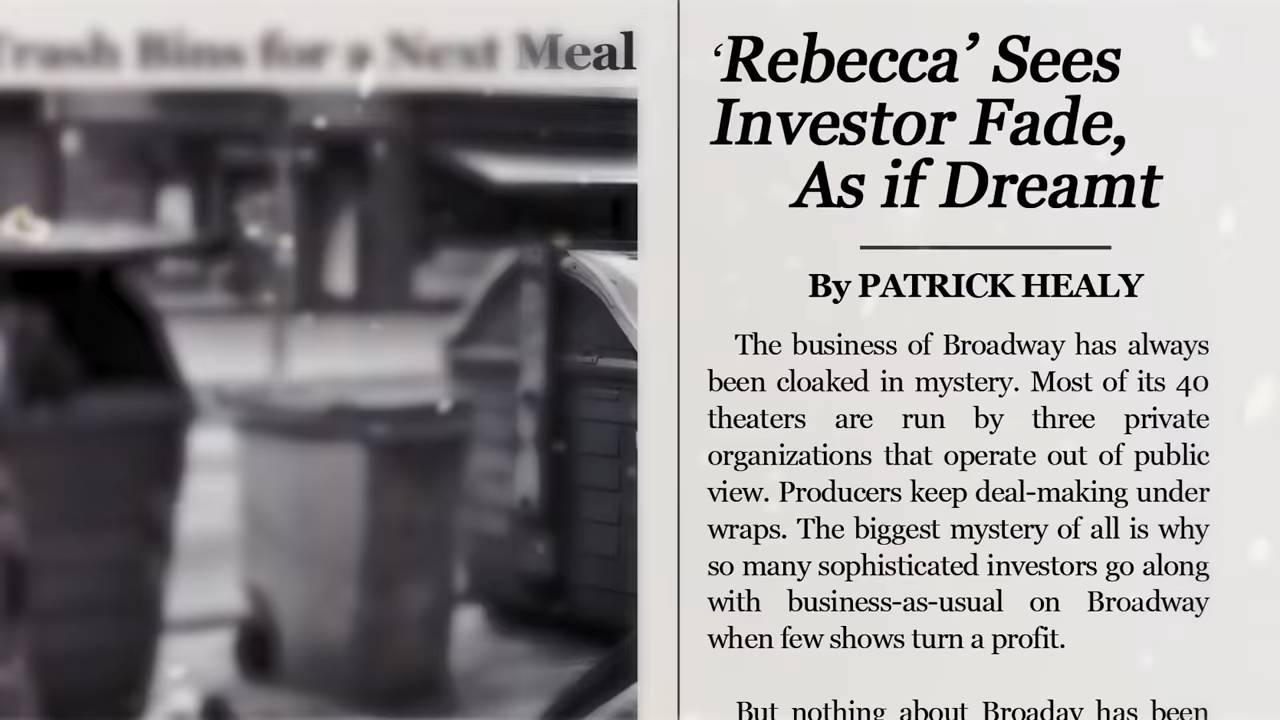 Trash Bins for a Next Meal
‘Rebecca’ Sees
Investor Fade,
As if Dreamt
By PATRICK HEALY
The business of Broadway has always
been cloaked in mystery. Most of its 40
theaters are run by three private
organizations that operate out of public
view. Producers keep deal-making under
wraps. The biggest mystery of all is why
so many sophisticated investors go along
with business-as-usual on Broadway
when few shows turn a profit.
But nothing about Broaday has been